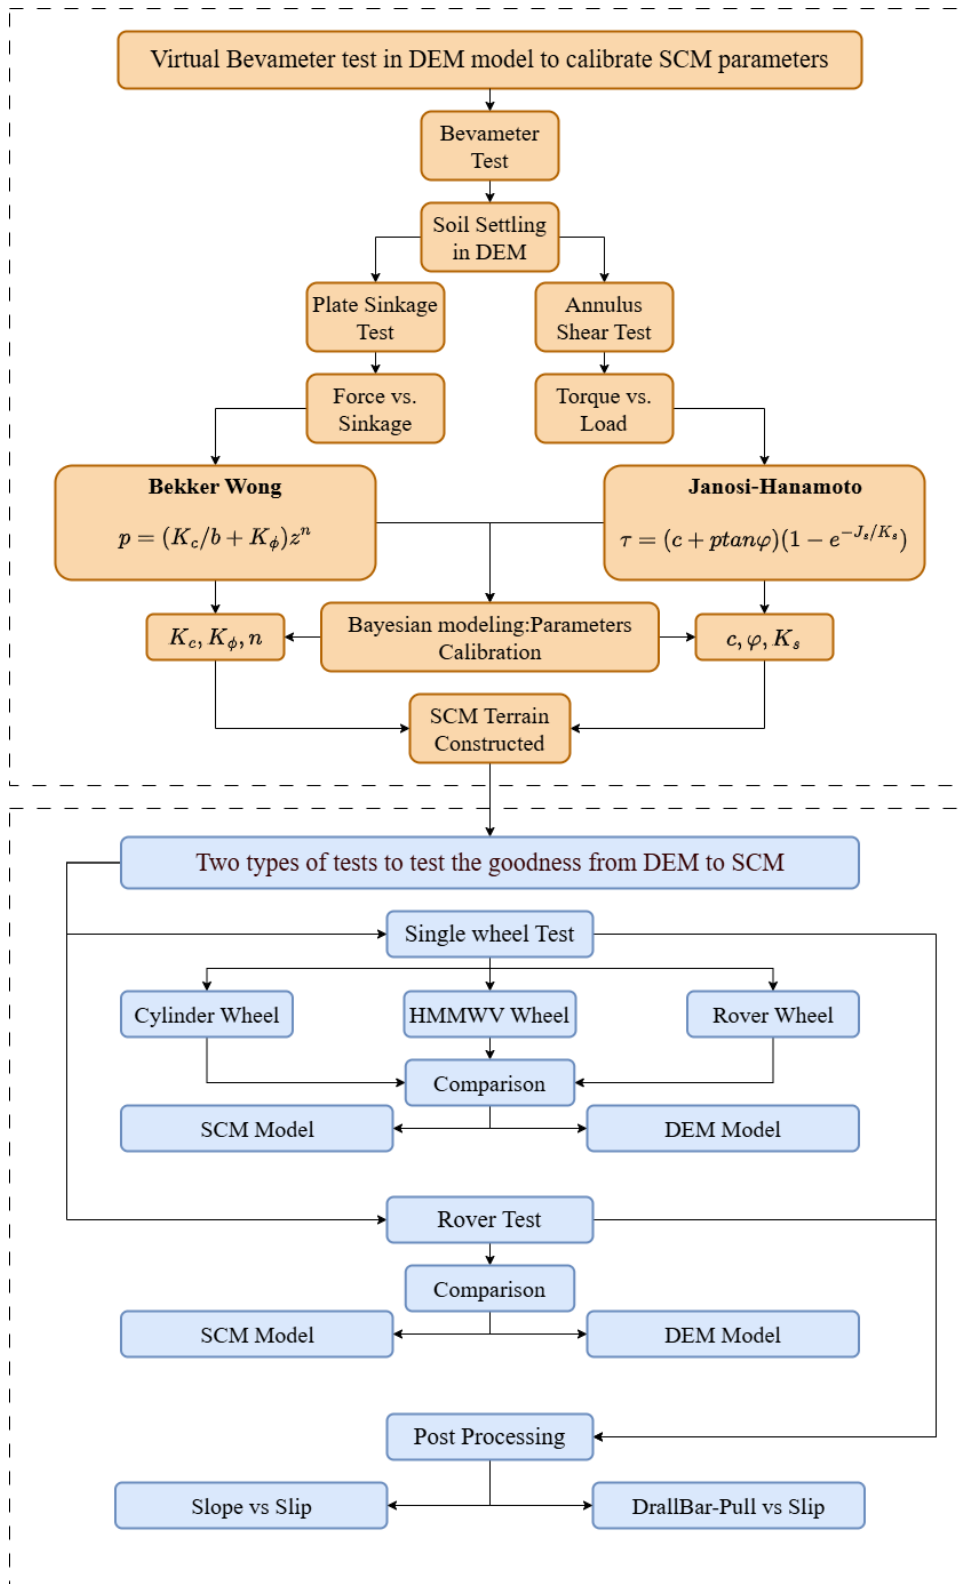 Virtual Bevameter test in DEM model to calibrate SCM parameters
Bevameter
Test
Soil Settling
in DEM
Plate Sinkage
Test
Annulus
Shear Test
Force vs.
Sinkage
Torque vs.
Load
Bekker Wong
p = (K_c/b + K_ϕ)z^n
Janosi-Hanamoto
τ = (c + ptanφ)(1 − e^{−J_s/K_s})
K_c, K_ϕ, n
Bayesian modeling:Parameters
Calibration
c, φ, K_s
SCM Terrain
Constructed
Two types of tests to test the goodness from DEM to SCM
Single wheel Test
Cylinder Wheel
HMMWV Wheel
Rover Wheel
Comparison
SCM Model
DEM Model
Rover Test
Comparison
SCM Model
DEM Model
Post Processing
Slope vs Slip
DrallBar-Pull vs Slip